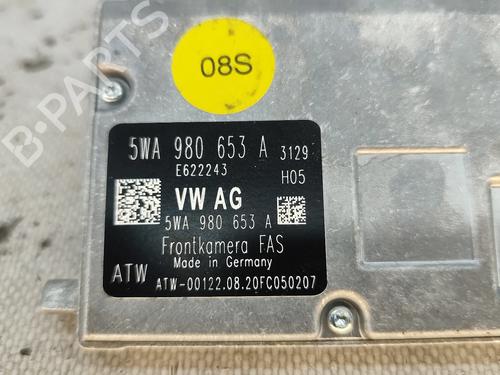 08S
5WA 980 653 A 3129
E622243 H05
VW AG
5WA 980 653 A
Frontkamera FAS
ATW Made in Germany
ATW-00122.08.20FC050207
B-PARTS